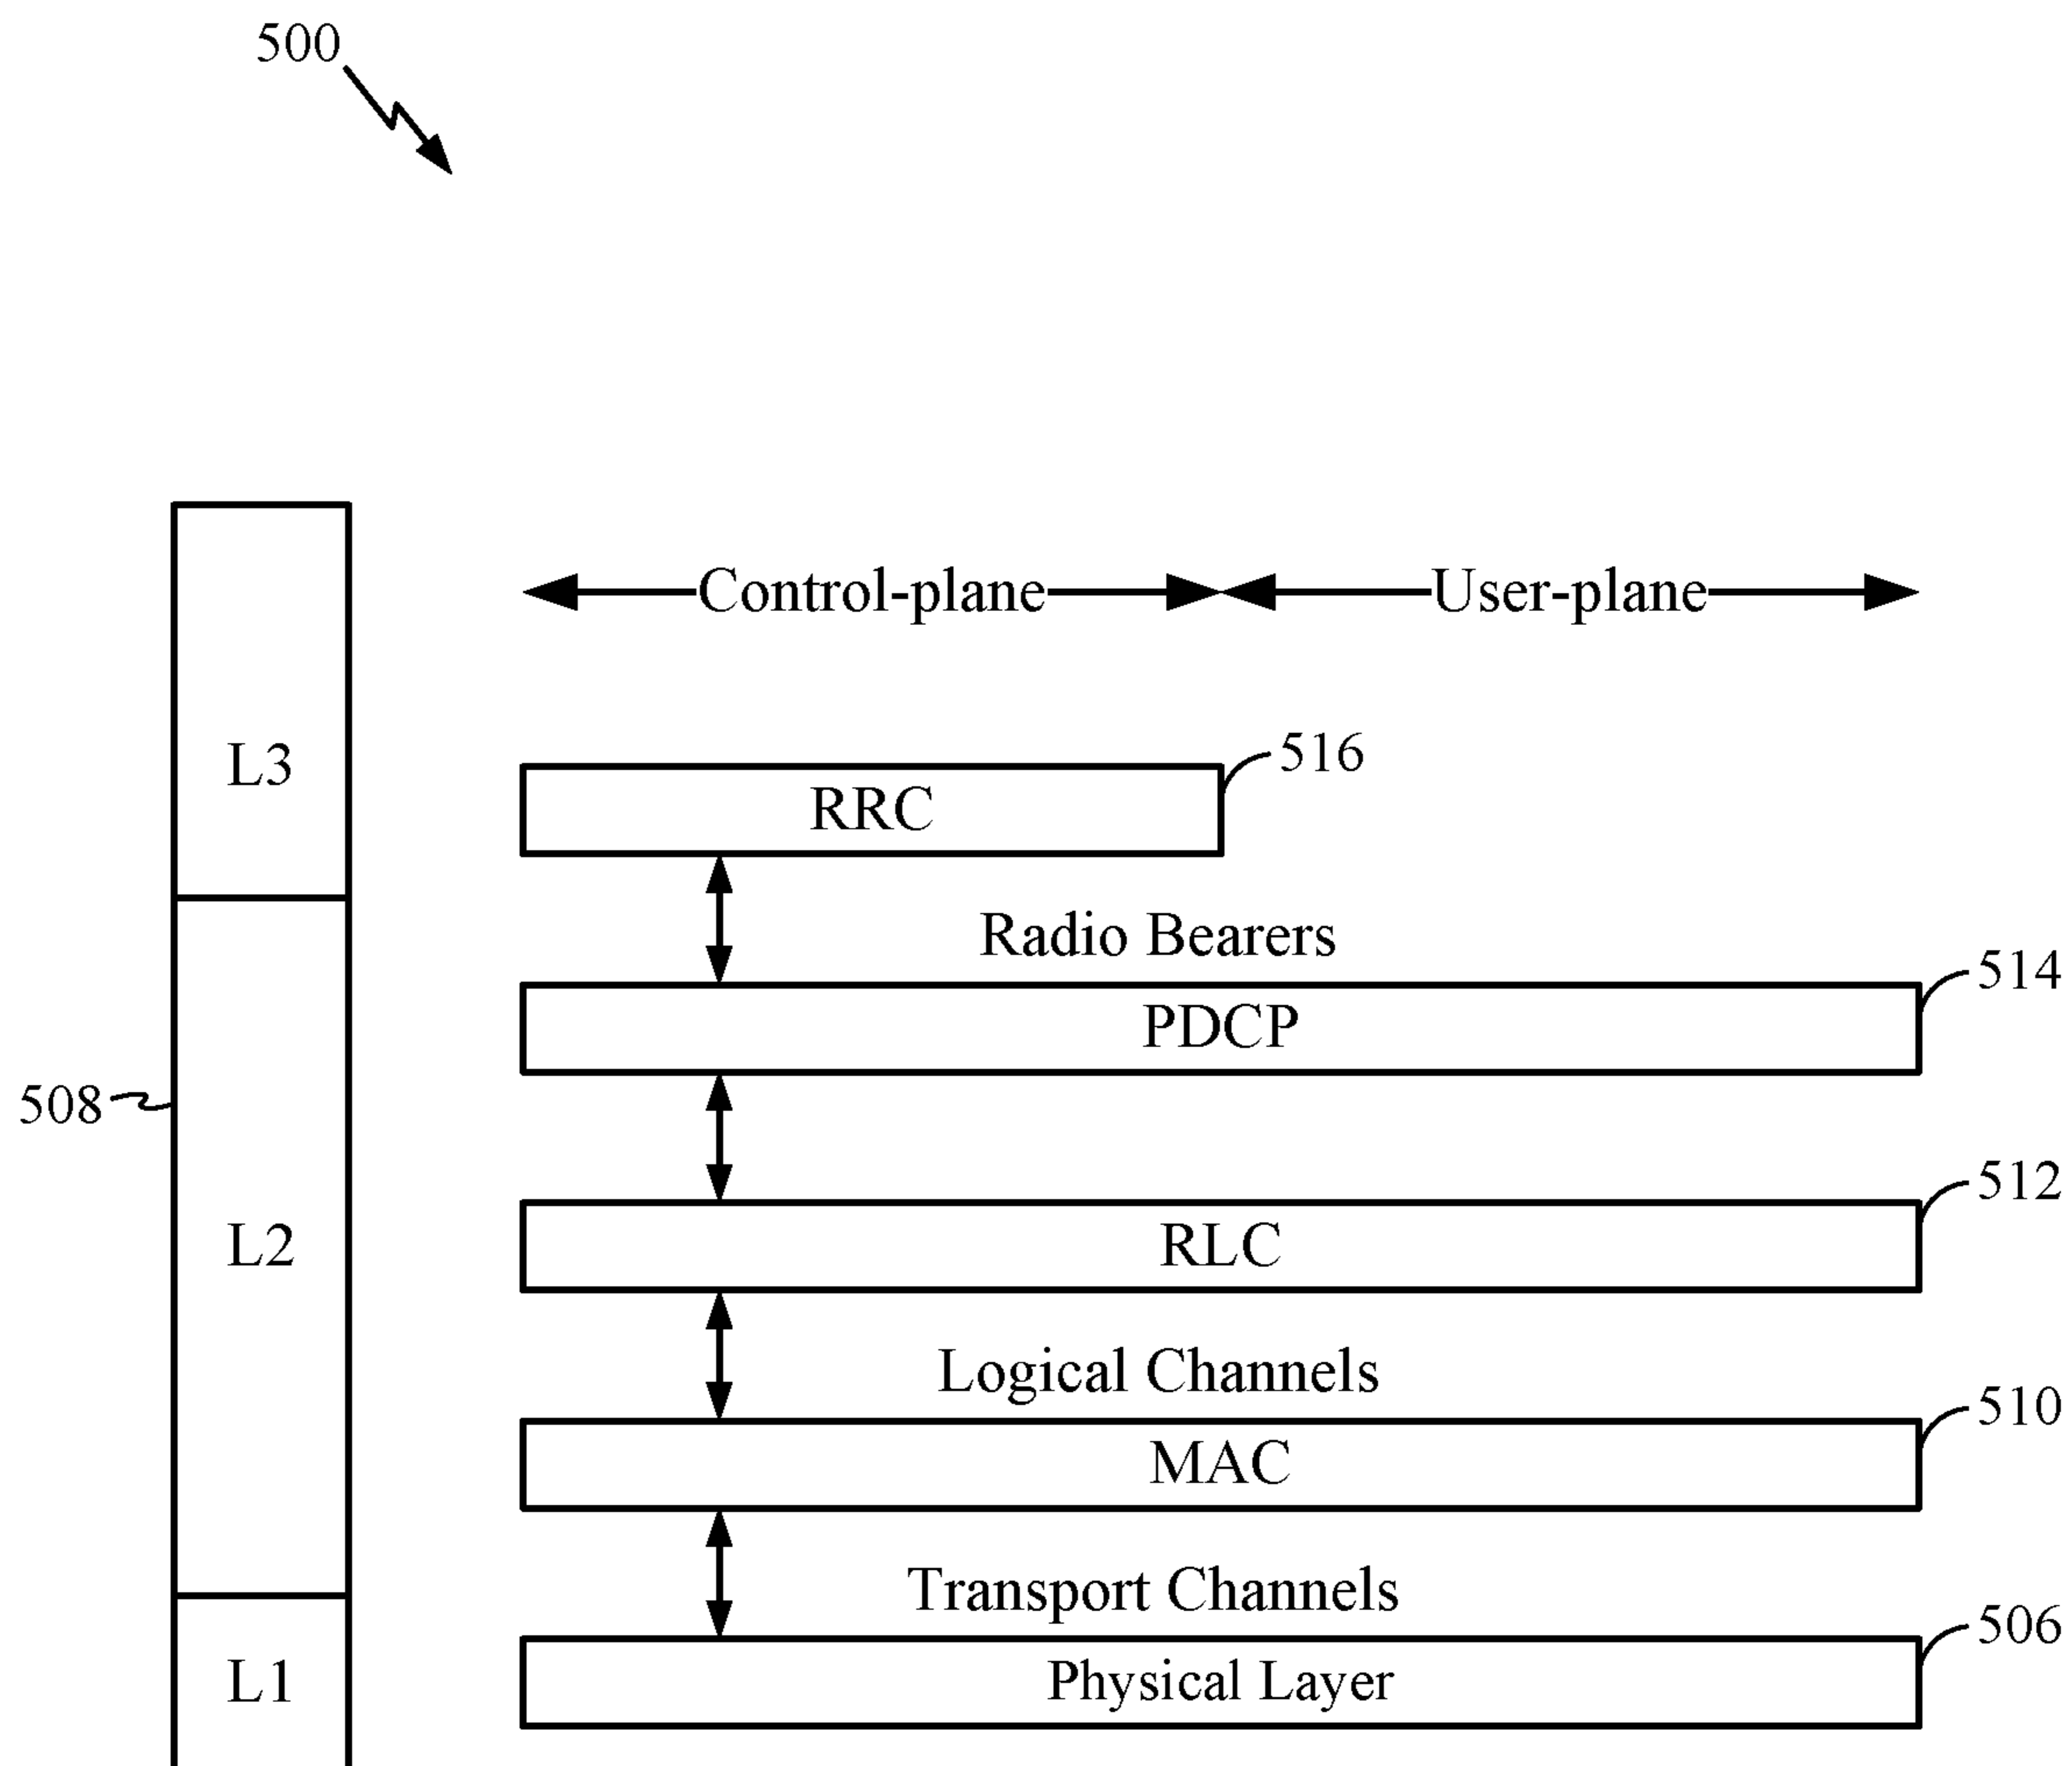 500
Control-plane User-plane
L3
516
RRC
Radio Bearers
514
PDCP
508
512
L2
RLC
Logical Channels
510
MAC
Transport Channels
506
L1
Physical Layer